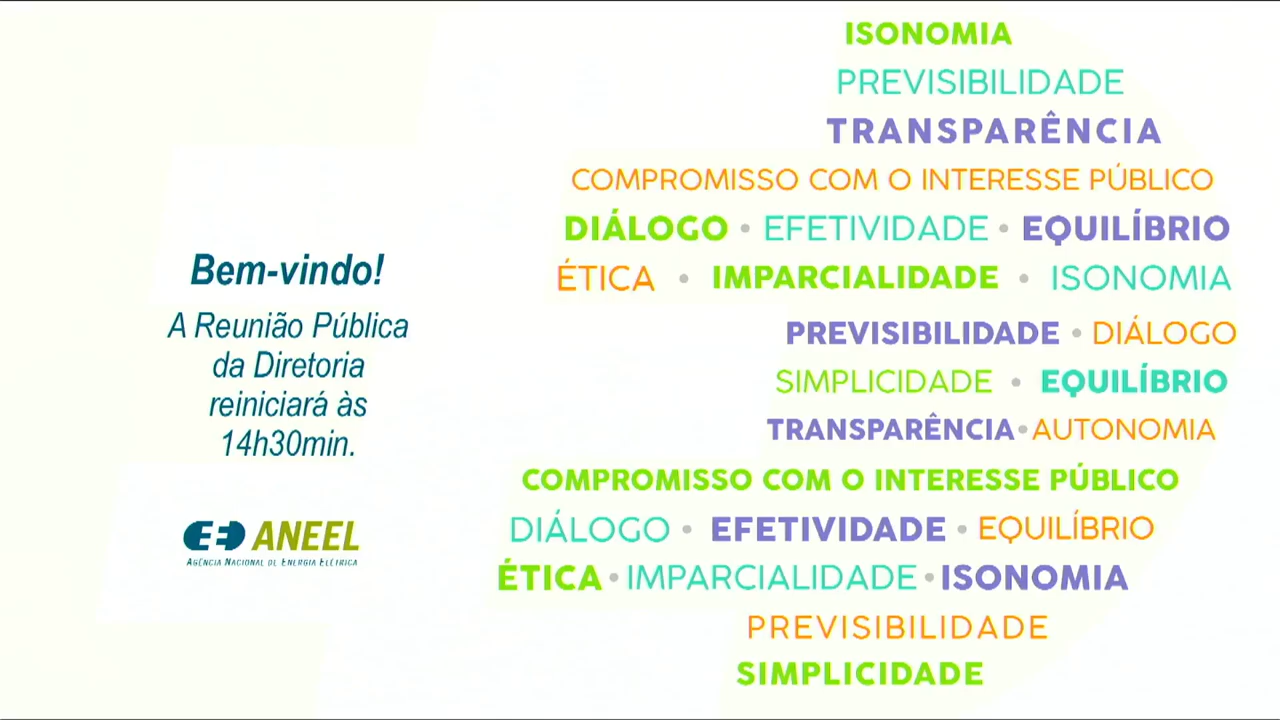 Bem-vindo!
A Reunião Pública
da Diretoria
reiniciará às
14h30min.
ANEEL
AGÊNCIA NACIONAL DE ENERGIA ELÉTRICA
ISONOMIA
PREVISIBILIDADE
TRANSPARÊNCIA
COMPROMISSO COM O INTERESSE PÚBLICO
DIÁLOGO • EFETIVIDADE • EQUILÍBRIO
ÉTICA • IMPARCIALIDADE • ISONOMIA
PREVISIBILIDADE • DIÁLOGO
SIMPLICIDADE • EQUILÍBRIO
TRANSPARÊNCIA • AUTONOMIA
COMPROMISSO COM O INTERESSE PÚBLICO
DIÁLOGO • EFETIVIDADE • EQUILÍBRIO
ÉTICA • IMPARCIALIDADE • ISONOMIA
PREVISIBILIDADE
SIMPLICIDADE